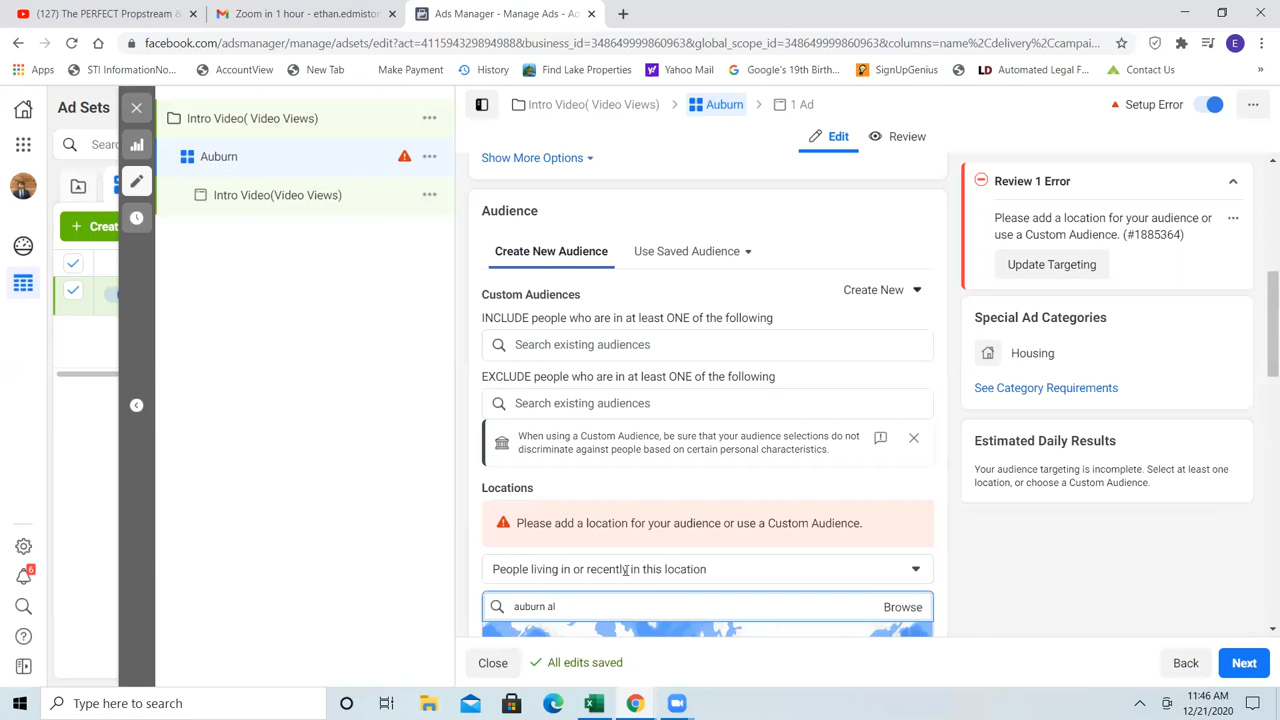 (127) The PERFECT Propstream &
Zoom in 1 hour - ethan.edmiston
Ads Manager - Manage Ads - Ad
facebook.com/adsmanager/manage/adsets/edit?act=411594329894988&business_id=348649999860963&global_scope_id=348649999860963&columns=name%2Cdelivery%2Ccampai...
E
Apps
STI InformationNo...
AccountView
New Tab
Make Payment
History
Find Lake Properties
Yahoo Mail
Google's 19th Birth...
SignUpGenius
LD Automated Legal F...
Contact Us
»
Ad Sets
Sear
+ Creat
Intro Video( Video Views)
Auburn
Intro Video(Video Views)
Intro Video( Video Views) > Auburn > 1 Ad
Setup Error
Edit
Review
Show More Options
Audience
Create New Audience
Use Saved Audience
Custom Audiences
Create New
INCLUDE people who are in at least ONE of the following
Search existing audiences
EXCLUDE people who are in at least ONE of the following
Search existing audiences
When using a Custom Audience, be sure that your audience selections do not
discriminate against people based on certain personal characteristics.
Locations
Please add a location for your audience or use a Custom Audience.
People living in or recently in this location
auburn al
Browse
Review 1 Error
Please add a location for your audience or
use a Custom Audience. (#1885364)
Update Targeting
Special Ad Categories
Housing
See Category Requirements
Estimated Daily Results
Your audience targeting is incomplete. Select at least one
location, or choose a Custom Audience.
6
Close
All edits saved
Back
Next
Type here to search
11:46 AM
12/21/2020